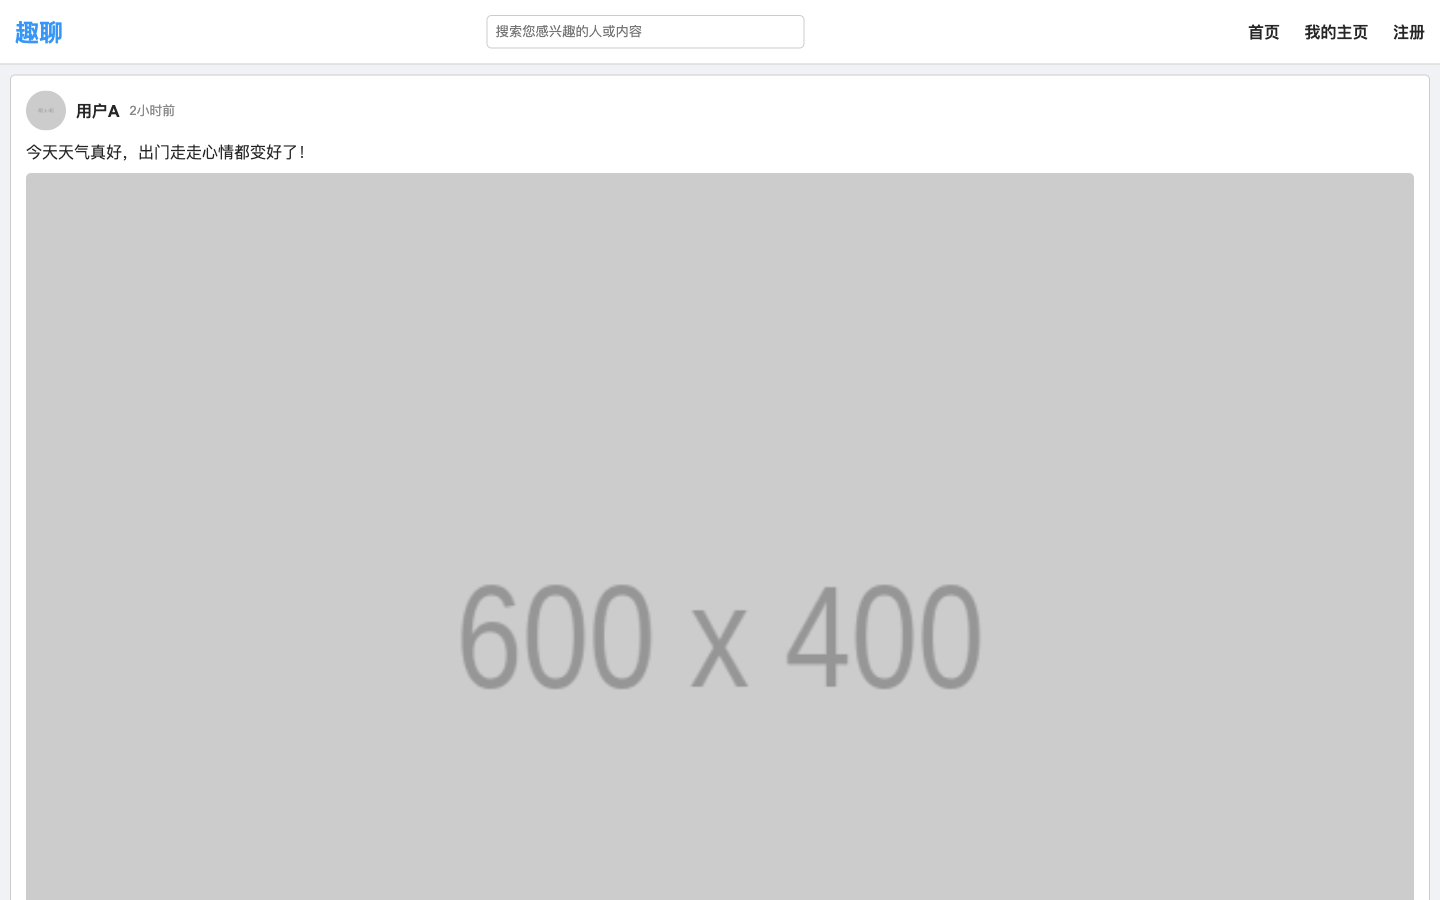 趣聊
搜索您感兴趣的人或内容
首页 我的主页 注册
用户A 2小时前
今天天气真好，出门走走心情都变好了！
600 x 400